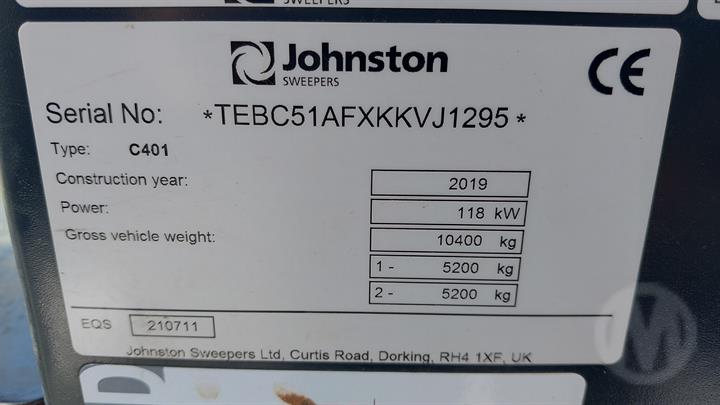 SWEEPERS
Johnston
SWEEPERS
CE
Serial No: *TEBC51AFXKKVJ1295*
Type: C401
Construction year: 2019
Power: 118 kW
Gross vehicle weight: 10400 kg
1 - 5200 kg
2 - 5200 kg
EQS 210711
Johnston Sweepers Ltd, Curtis Road, Dorking, RH4 1XF, UK
M